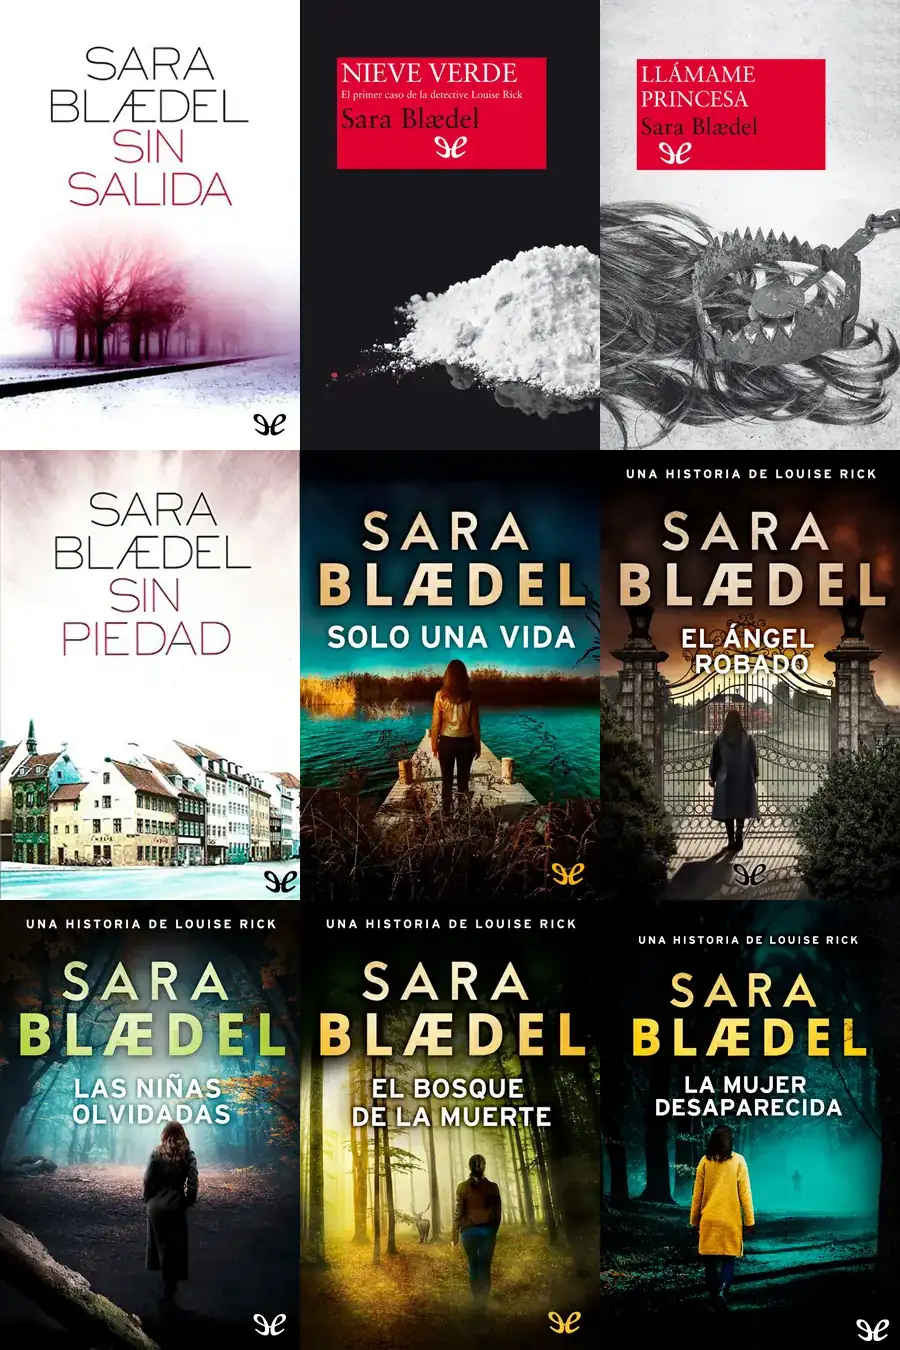 SARA
BLÆDEL
SIN
SALIDA
NIEVE VERDE
El primer caso de la detective Louise Rick
Sara Blædel
LLÁMAME
PRINCESA
Sara Blædel
SARA
BLÆDEL
SIN
PIEDAD
SARA
BLÆDEL
SOLO UNA VIDA
UNA HISTORIA DE LOUISE RICK
SARA
BLÆDEL
EL ÁNGEL
ROBADO
UNA HISTORIA DE LOUISE RICK
SARA
BLÆDEL
LAS NIÑAS
OLVIDADAS
UNA HISTORIA DE LOUISE RICK
SARA
BLÆDEL
EL BOSQUE
DE LA MUERTE
UNA HISTORIA DE LOUISE RICK
SARA
BLÆDEL
LA MUJER
DESAPARECIDA